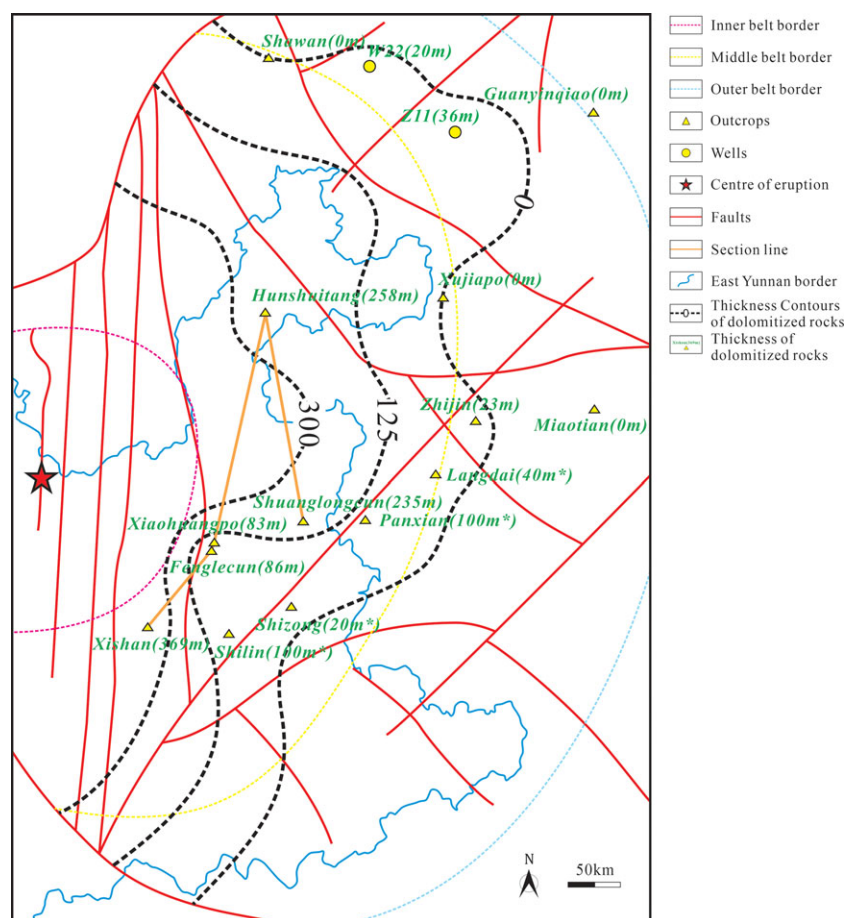 Shawan(0m)
W22(20m)
Guanyinqiao(0m)
Z11(36m)
0
Xujiapo(0m)
Hunshuitang(258m)
300
125
Zhijin(23m)
Miaotian(0m)
Langdai(40m*)
Shuanglongcun(235m)
Xiaohuangpo(83m)
Panxian(100m*)
Fenglecun(86m)
Shizong(20m*)
Xishan(369m)
Shilin(100m*)
N
50km
Inner belt border
Middle belt border
Outer belt border
Outcrops
Wells
Centre of eruption
Faults
Section line
East Yunnan border
0
Thickness Contours
of dolomitized rocks
Thickness of
dolomitized rocks